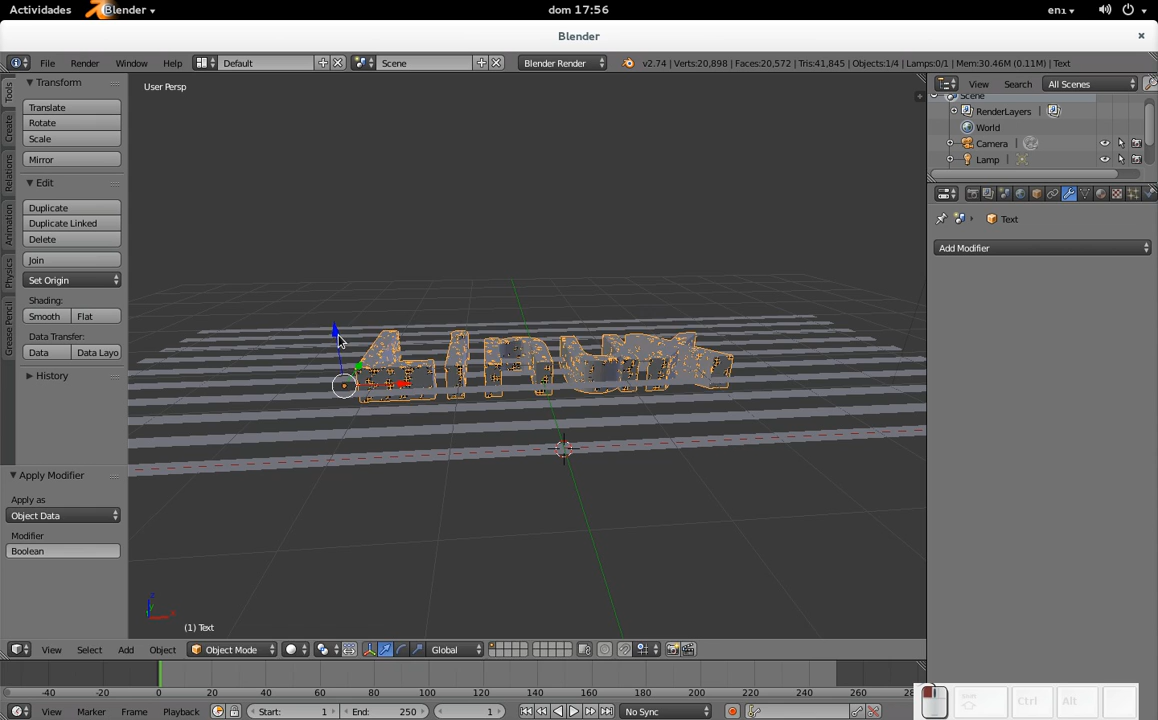 Actividades Blender dom 17:56 en1
Blender ×
File Render Window Help Default Scene Blender Render v2.74 | Verts:20,898 | Faces:20,572 | Tris:41,845 | Objects:1/4 | Lamps:0/1 | Mem:30.46M (0.11M) | Text
Tools
Create
Relations
Animation
Physics
Grease Pencil
Transform
Translate
Rotate
Scale
Mirror
Edit
Duplicate
Duplicate Linked
Delete
Join
Set Origin
Shading:
Smooth Flat
Data Transfer:
Data Data Layo
History
Apply Modifier
Apply as
Object Data
Modifier
Boolean
User Persp
(1) Text
View Search All Scenes
Scene
RenderLayers
World
Camera
Lamp
Text
Add Modifier
View Select Add Object Object Mode Global
-40 -20 0 20 40 60 80 100 120 140 160 180 200 220 240 260 28
View Marker Frame Playback Start: 1 End: 250 1 No Sync
Ctrl Alt